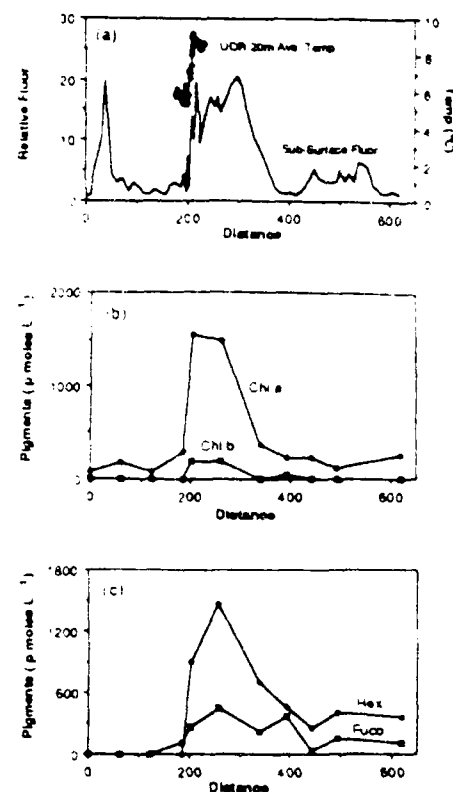 (a)
30
20
10
0
Relative Fluor
UOR 20m Ave. Temp
Sub-Surface Fluor
10
8
6
4
2
0
Temp (°C)
0 200 400 600
Distance
(b)
2000
1000
0
Pigments (p moles L⁻¹)
Chl a
Chl b
0 200 400 600
Distance
(c)
1800
1200
600
0
Pigments (p moles L⁻¹)
Hex
Fuco
0 200 400 600
Distance